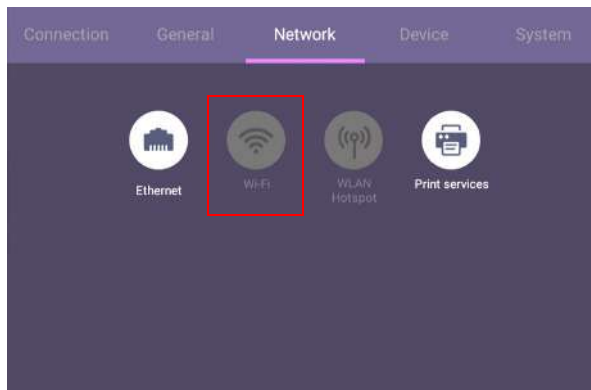 Connection General Network Device System
Ethernet Wi-Fi WLAN Print services
Hotspot